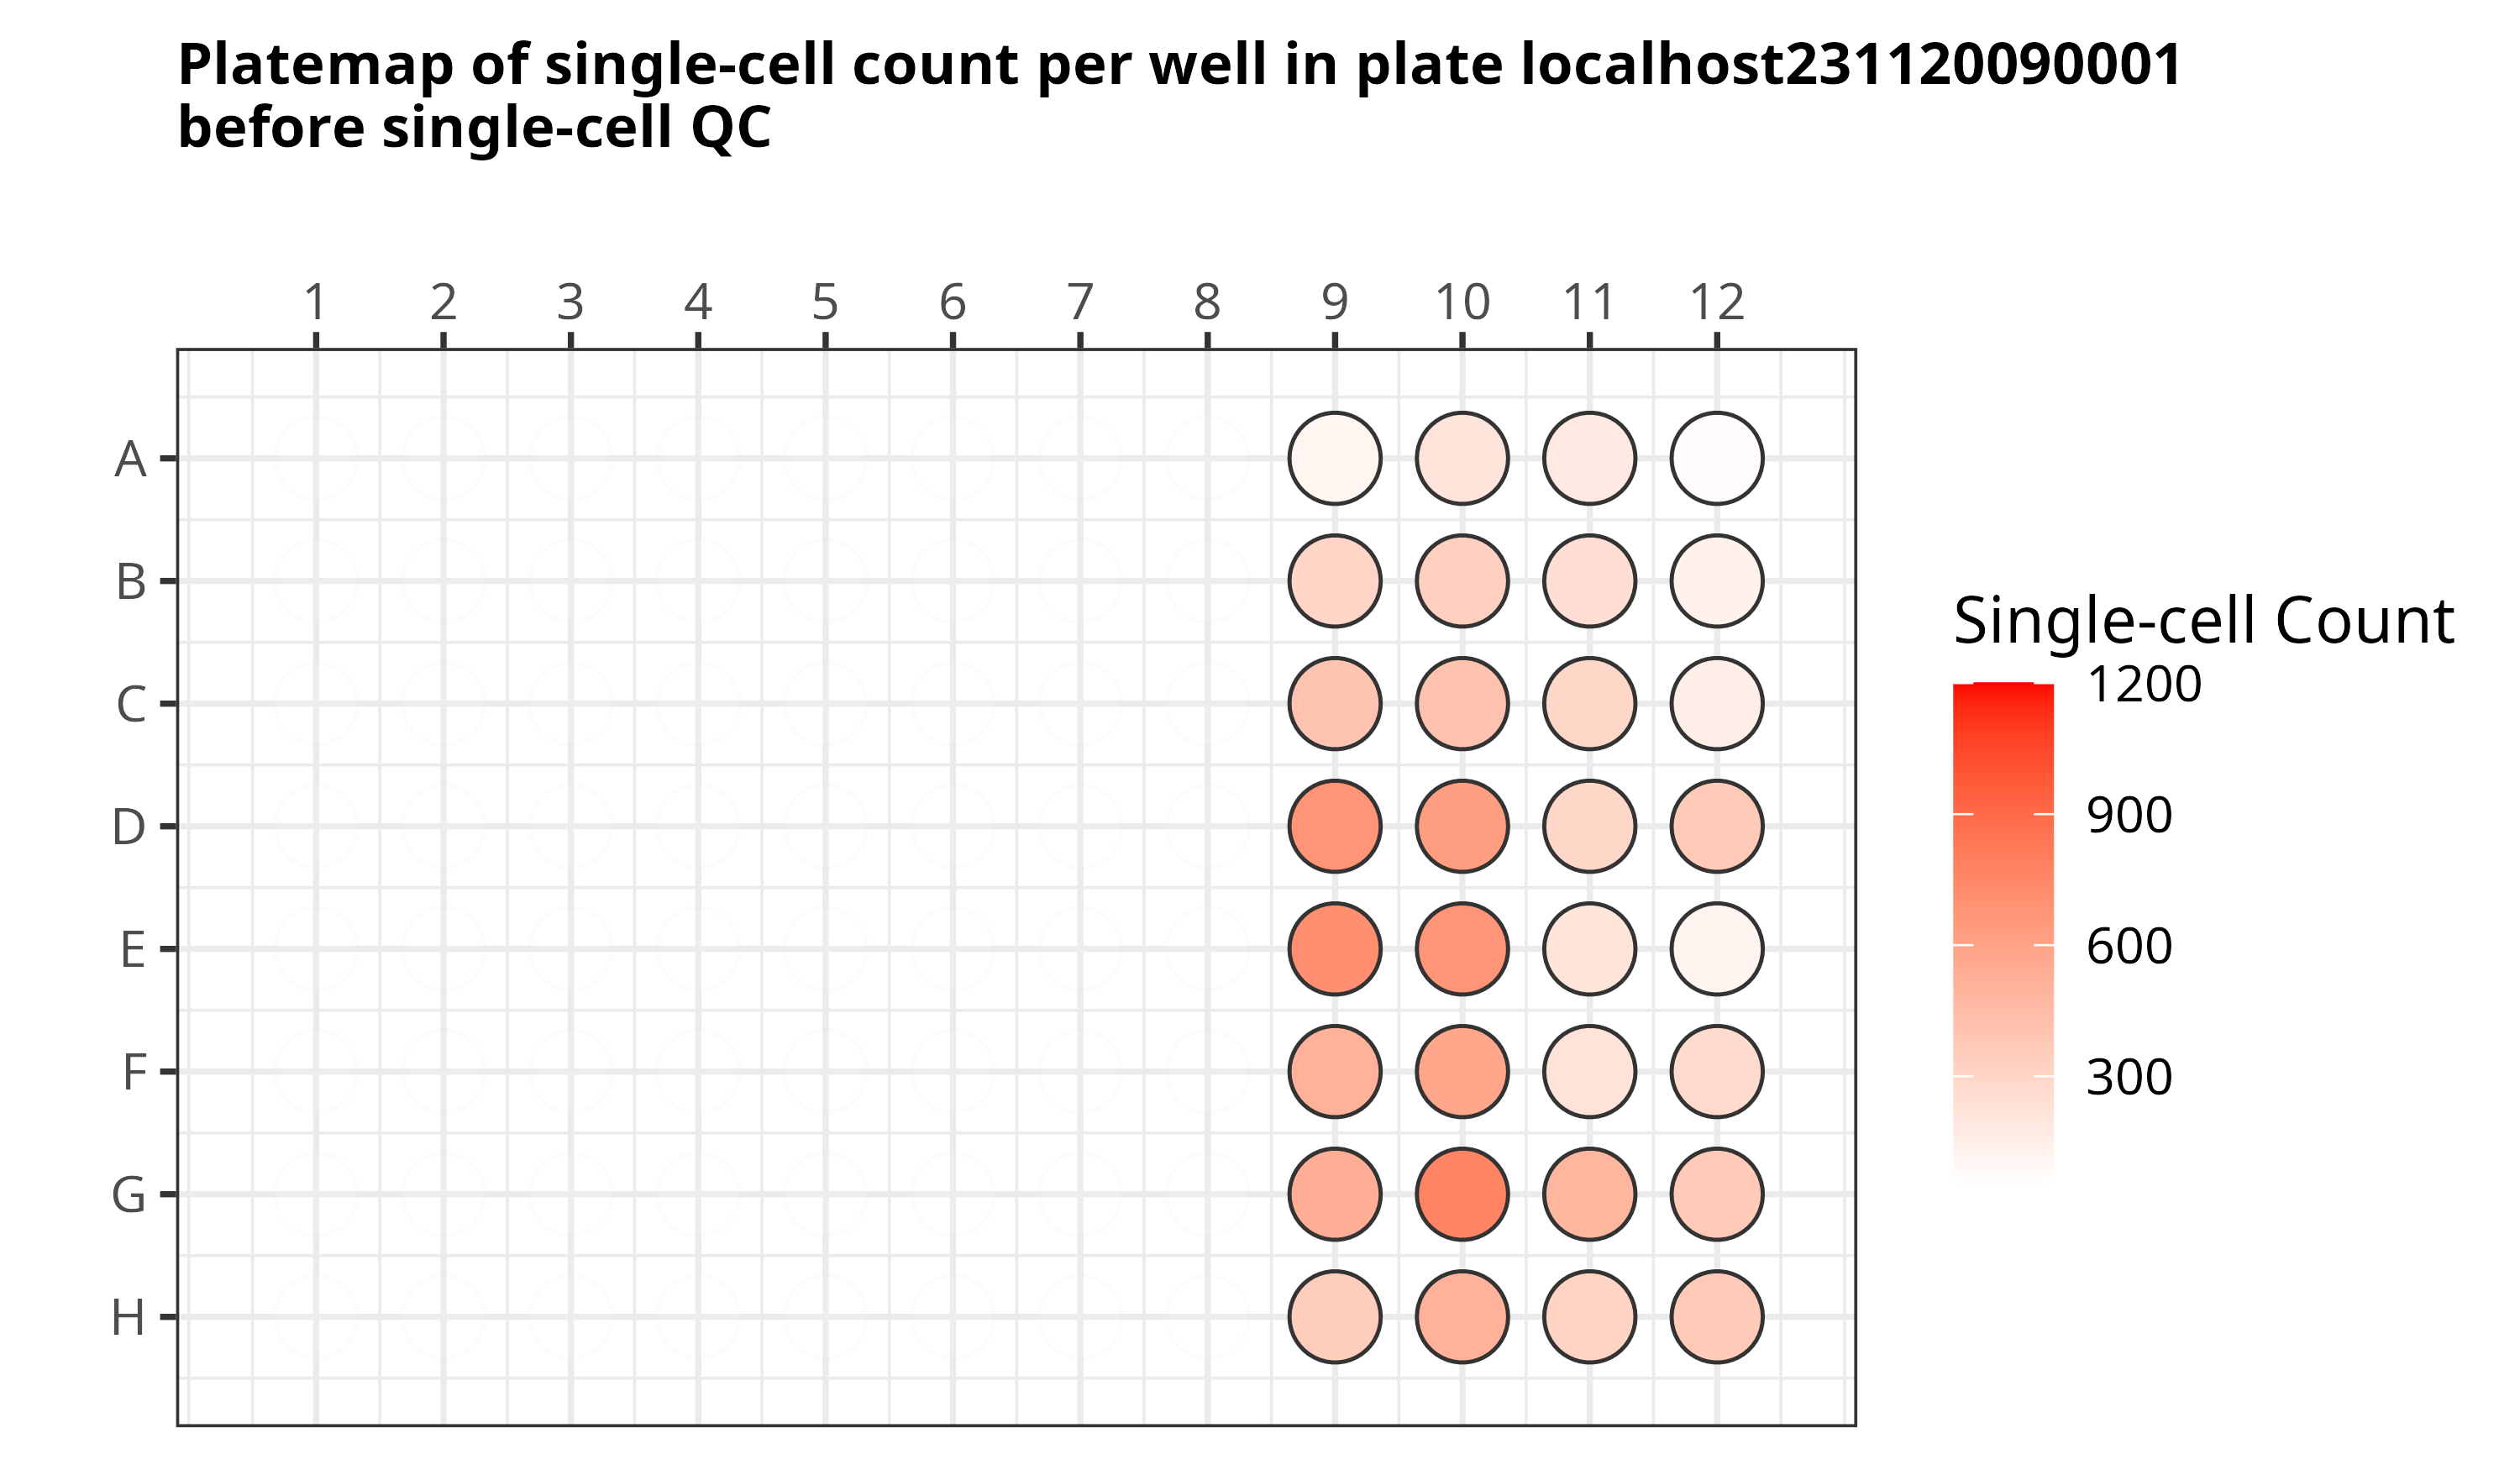 Platemap of single-cell count per well in plate localhost231120090001
before single-cell QC
1 2 3 4 5 6 7 8 9 10 11 12
A
B
C
D
E
F
G
H
Single-cell Count
1200
900
600
300